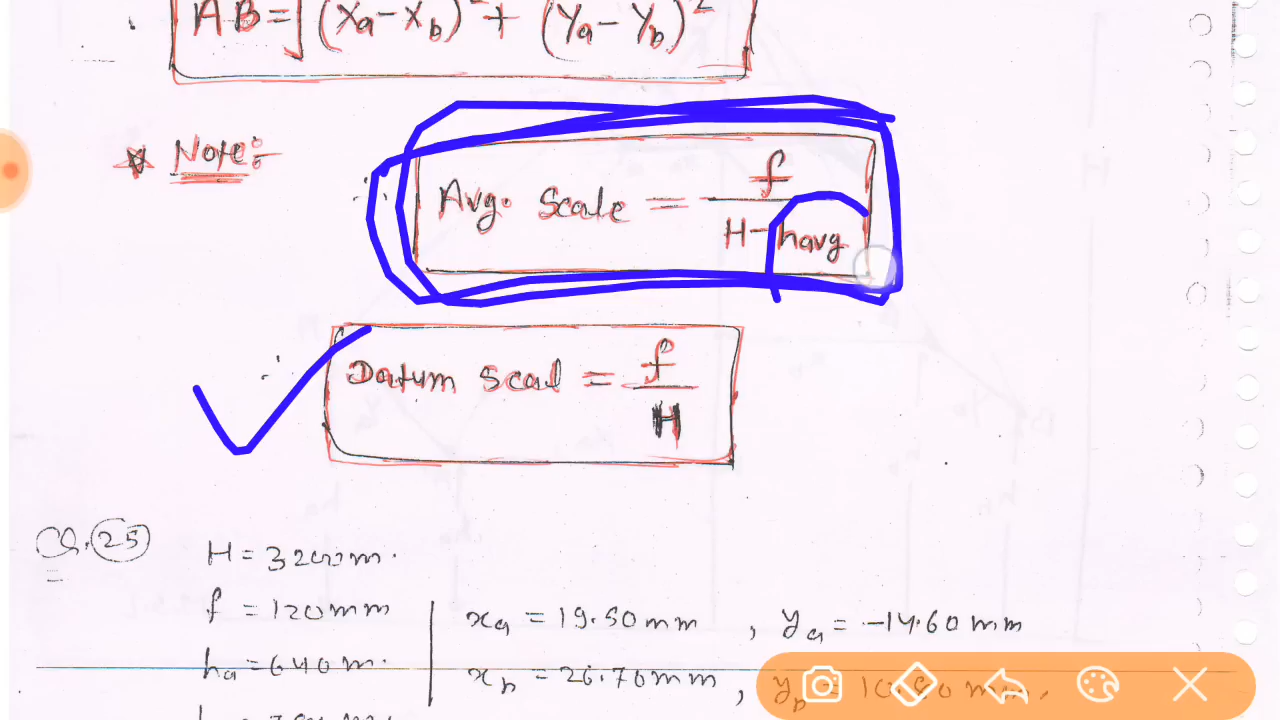 AB=√(Xa-Xb)²+ (Ya-Yb)²
Note:-
∴ Avg. Scale = f / H-havg
∴ Datum Scal = f / H
Q.25
H = 3200m.
f = 120mm
xa = 19.50mm , ya = -14.60mm
ha = 640m.
xb = 26.70mm, yb =